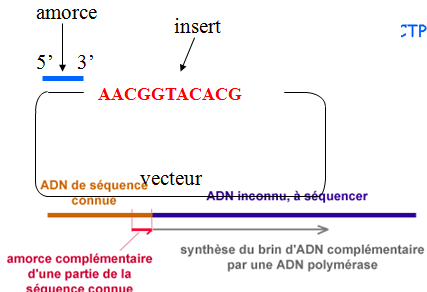 amorce
insert
CTP
5’
3’
AACGGTACACG
vecteur
ADN de séquence
connue
ADN inconnu, à séquencer
amorce complémentaire
d'une partie de la
séquence connue
synthèse du brin d'ADN complémentaire
par une ADN polymérase